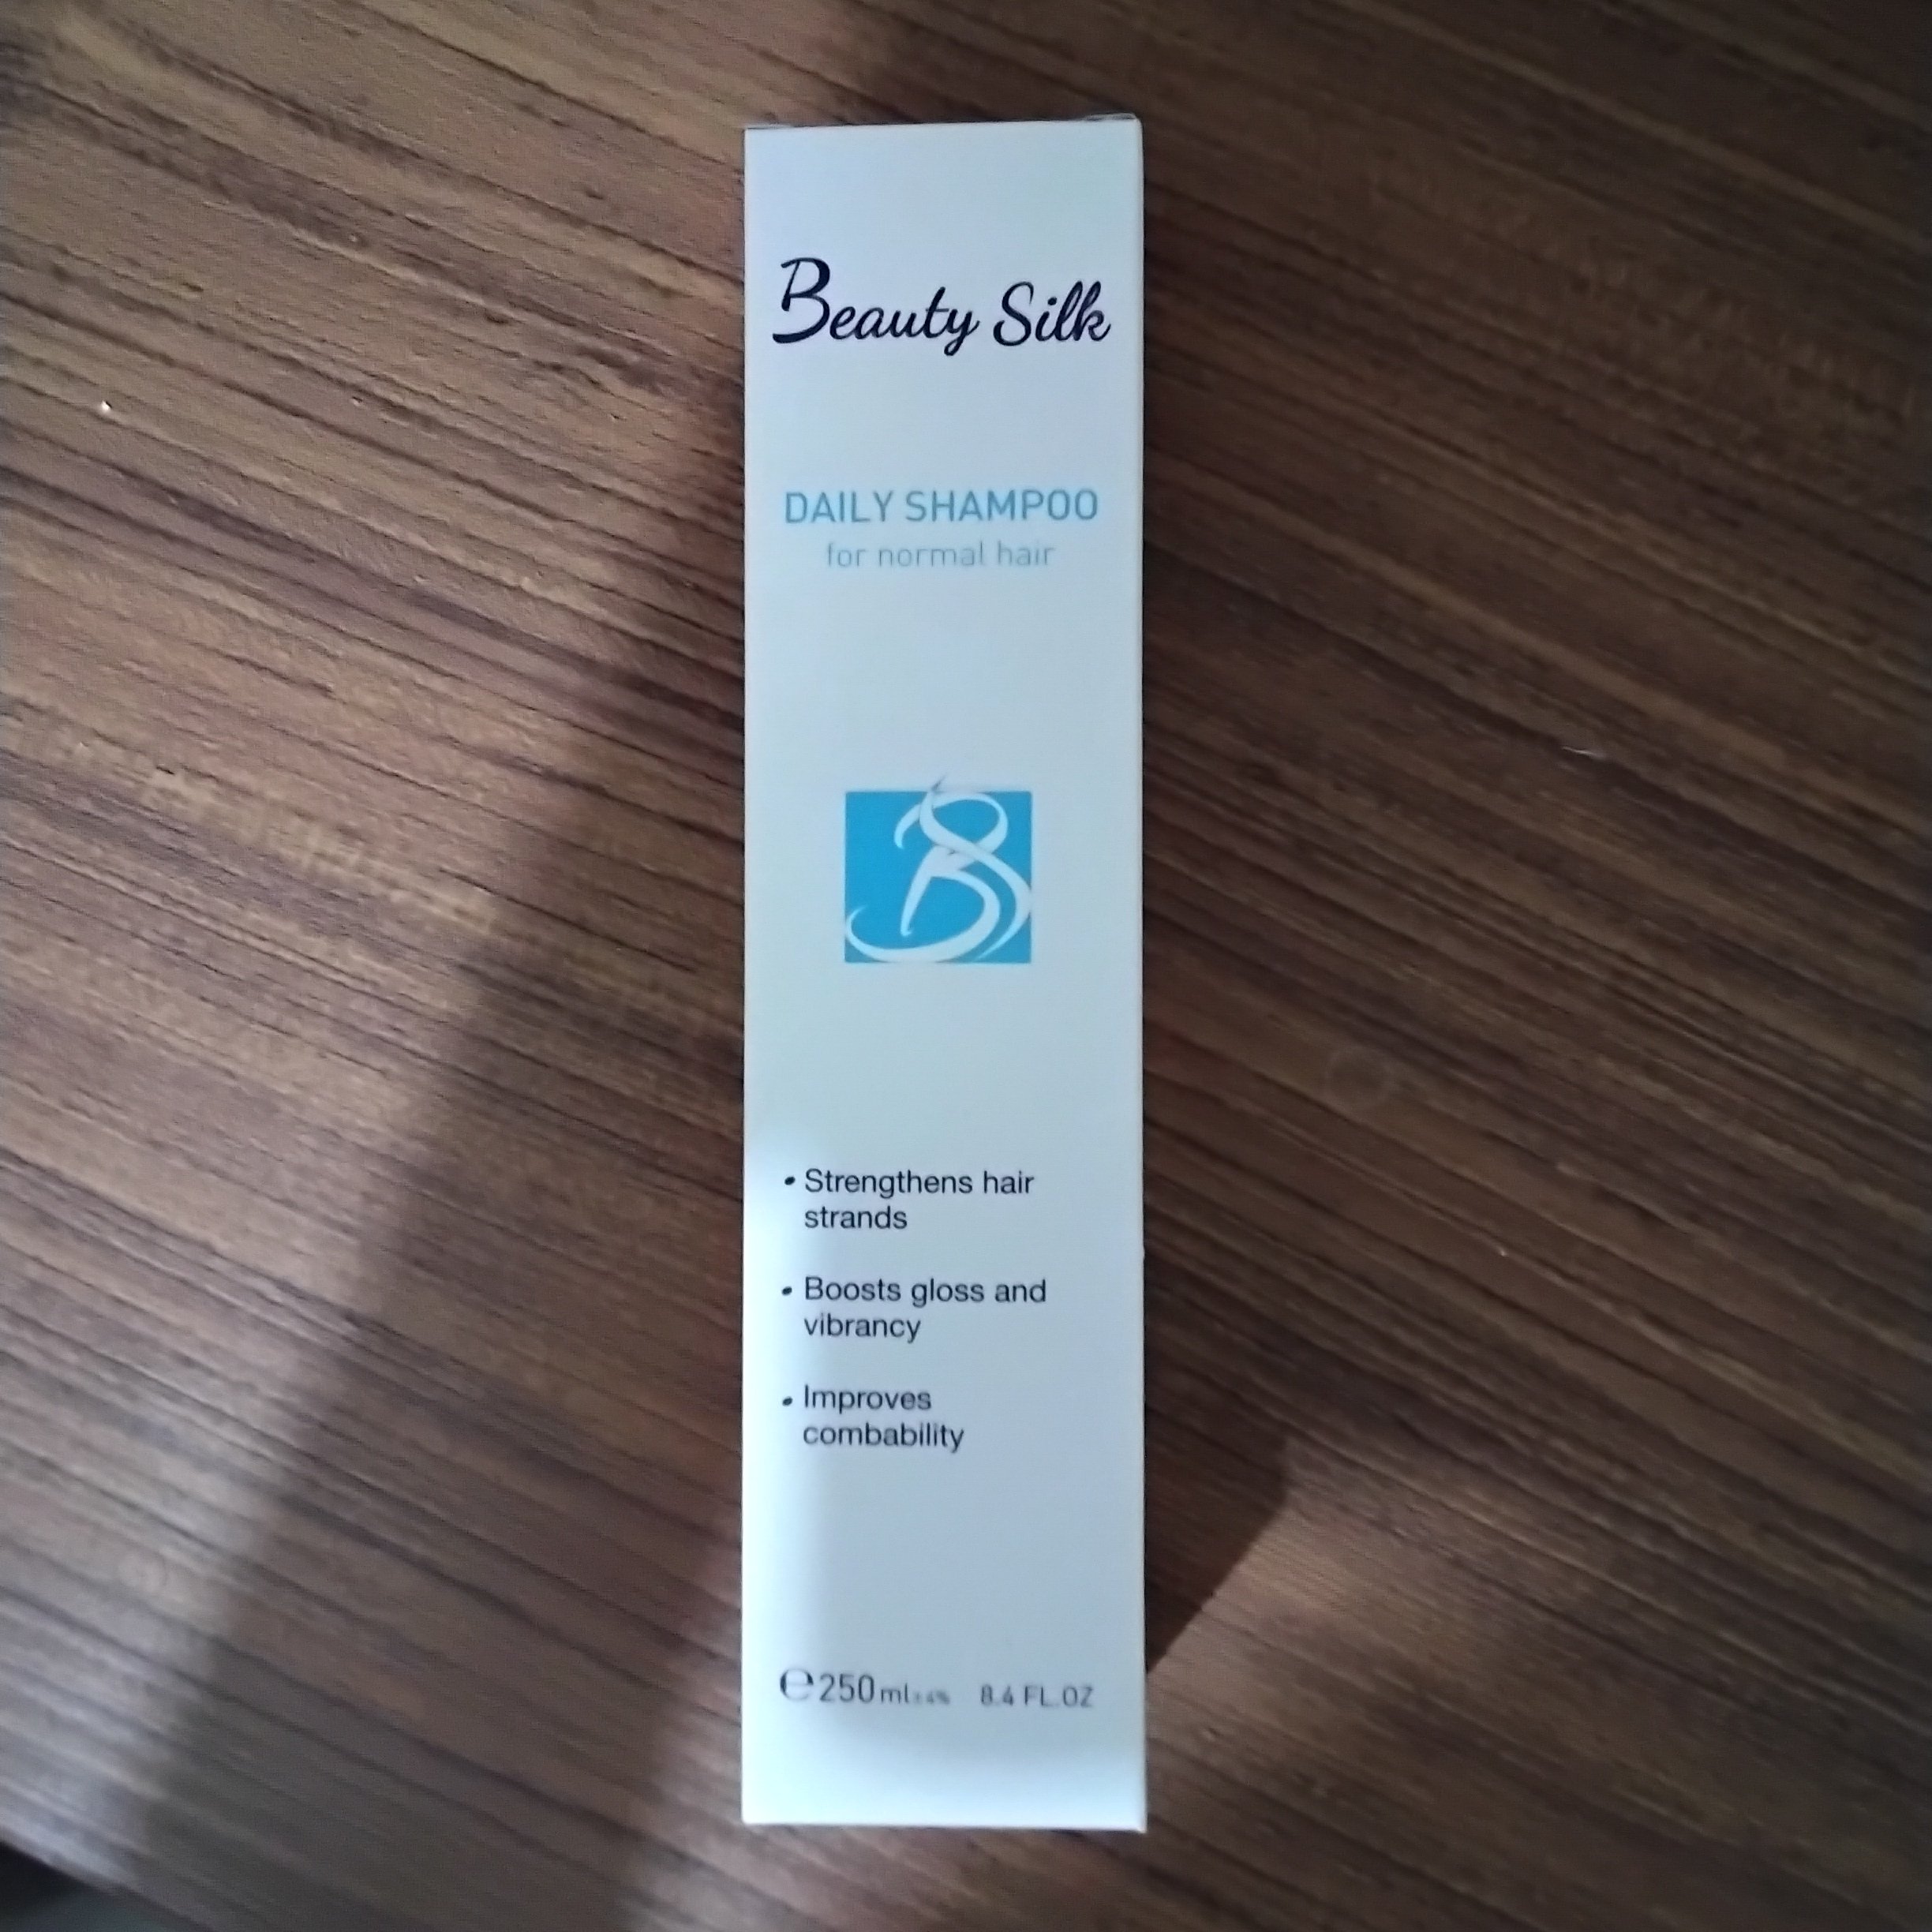 Beauty Silk
DAILY SHAMPOO
for normal hair
B
• Strengthens hair
strands
• Boosts gloss and
vibrancy
• Improves
combability
℮250ml±4% 8.4 FL.OZ